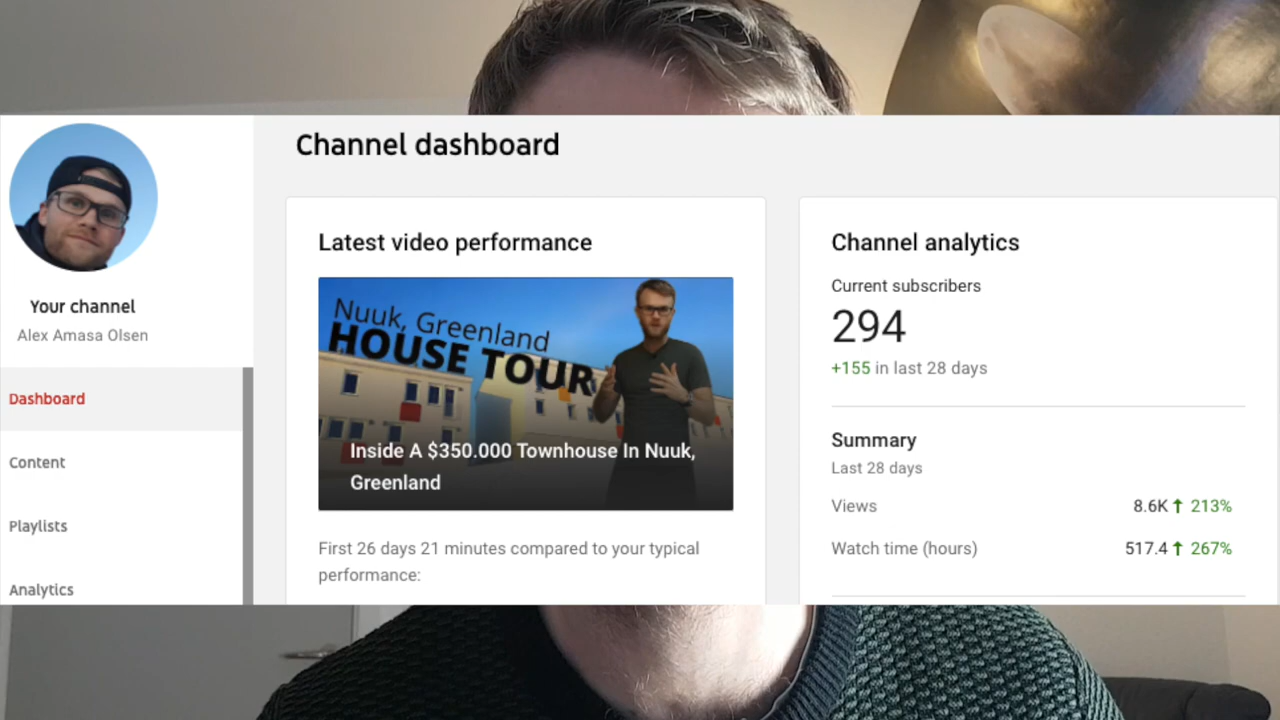 Channel dashboard
Your channel
Alex Amasa Olsen
Dashboard
Content
Playlists
Analytics
Latest video performance
Nuuk, Greenland
HOUSE TOUR
Inside A $350.000 Townhouse In Nuuk,
Greenland
First 26 days 21 minutes compared to your typical
performance:
Channel analytics
Current subscribers
294
+155 in last 28 days
Summary
Last 28 days
Views 8.6K ↑ 213%
Watch time (hours) 517.4 ↑ 267%